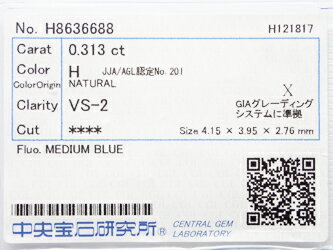 No. H8636688 H121817
Carat 0.313 ct
Color H JJA/AGL認定No.201
ColorOrigin NATURAL
Clarity VS-2 X
GIAグレーディング
システムに準拠
Cut ****
Size 4.15 × 3.95 × 2.76 mm
Fluo. MEDIUM BLUE
中央宝石研究所® CENTRAL GEM
LABORATORY